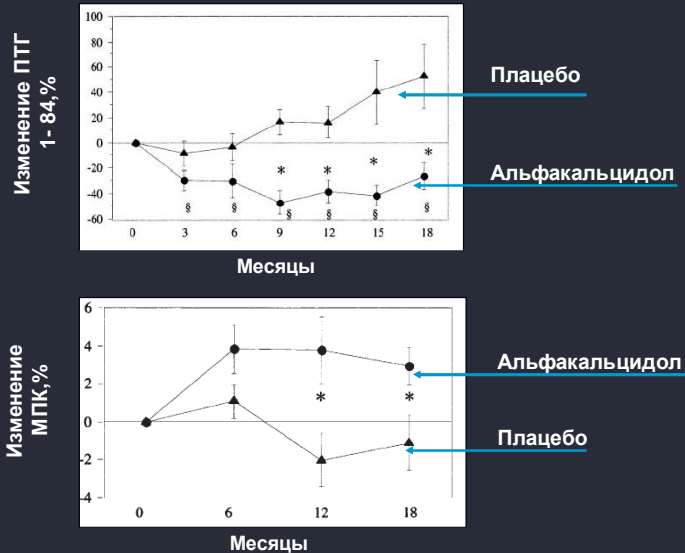 Изменение ПТГ
1- 84,%
100
80
60
40
20
0
-20
-40
-60
* * * *
§ § § § § §
0 3 6 9 12 15 18
Месяцы
Плацебо
Альфакальцидол
Изменение
МПК,%
6
4
2
0
-2
-4
* *
0 6 12 18
Месяцы
Альфакальцидол
Плацебо